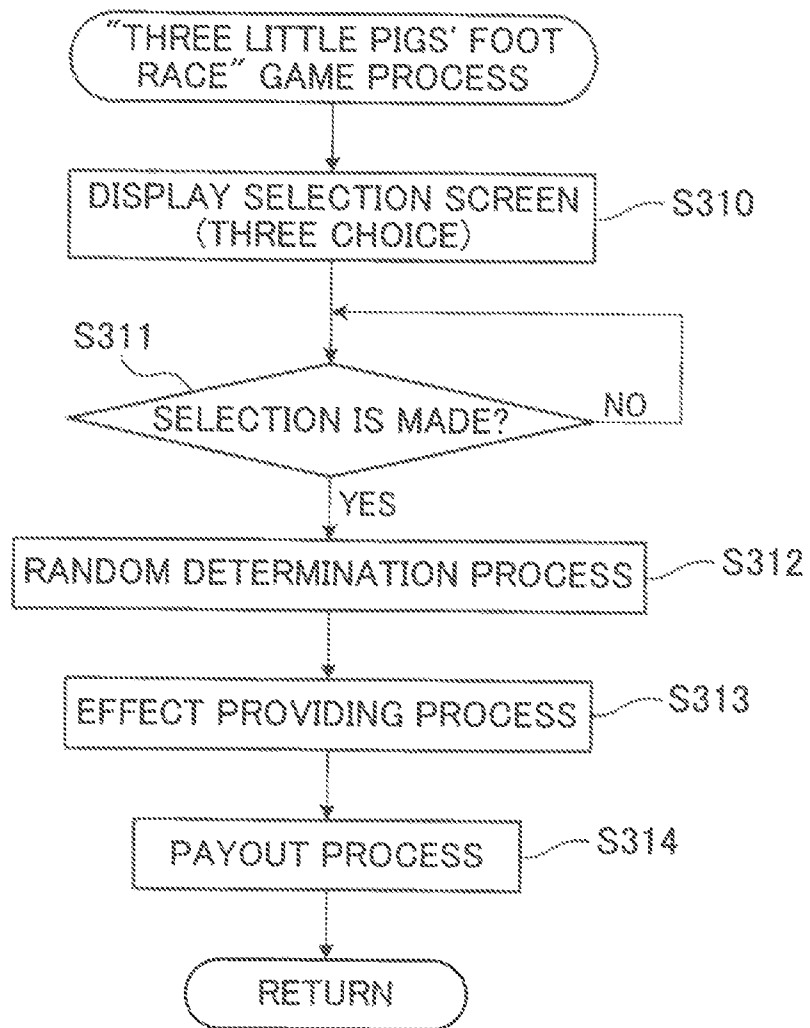 "THREE LITTLE PIGS' FOOT
RACE" GAME PROCESS
DISPLAY SELECTION SCREEN
(THREE CHOICE)
S310
S311
SELECTION IS MADE?
NO
YES
RANDOM DETERMINATION PROCESS
S312
EFFECT PROVIDING PROCESS
S313
PAYOUT PROCESS
S314
RETURN